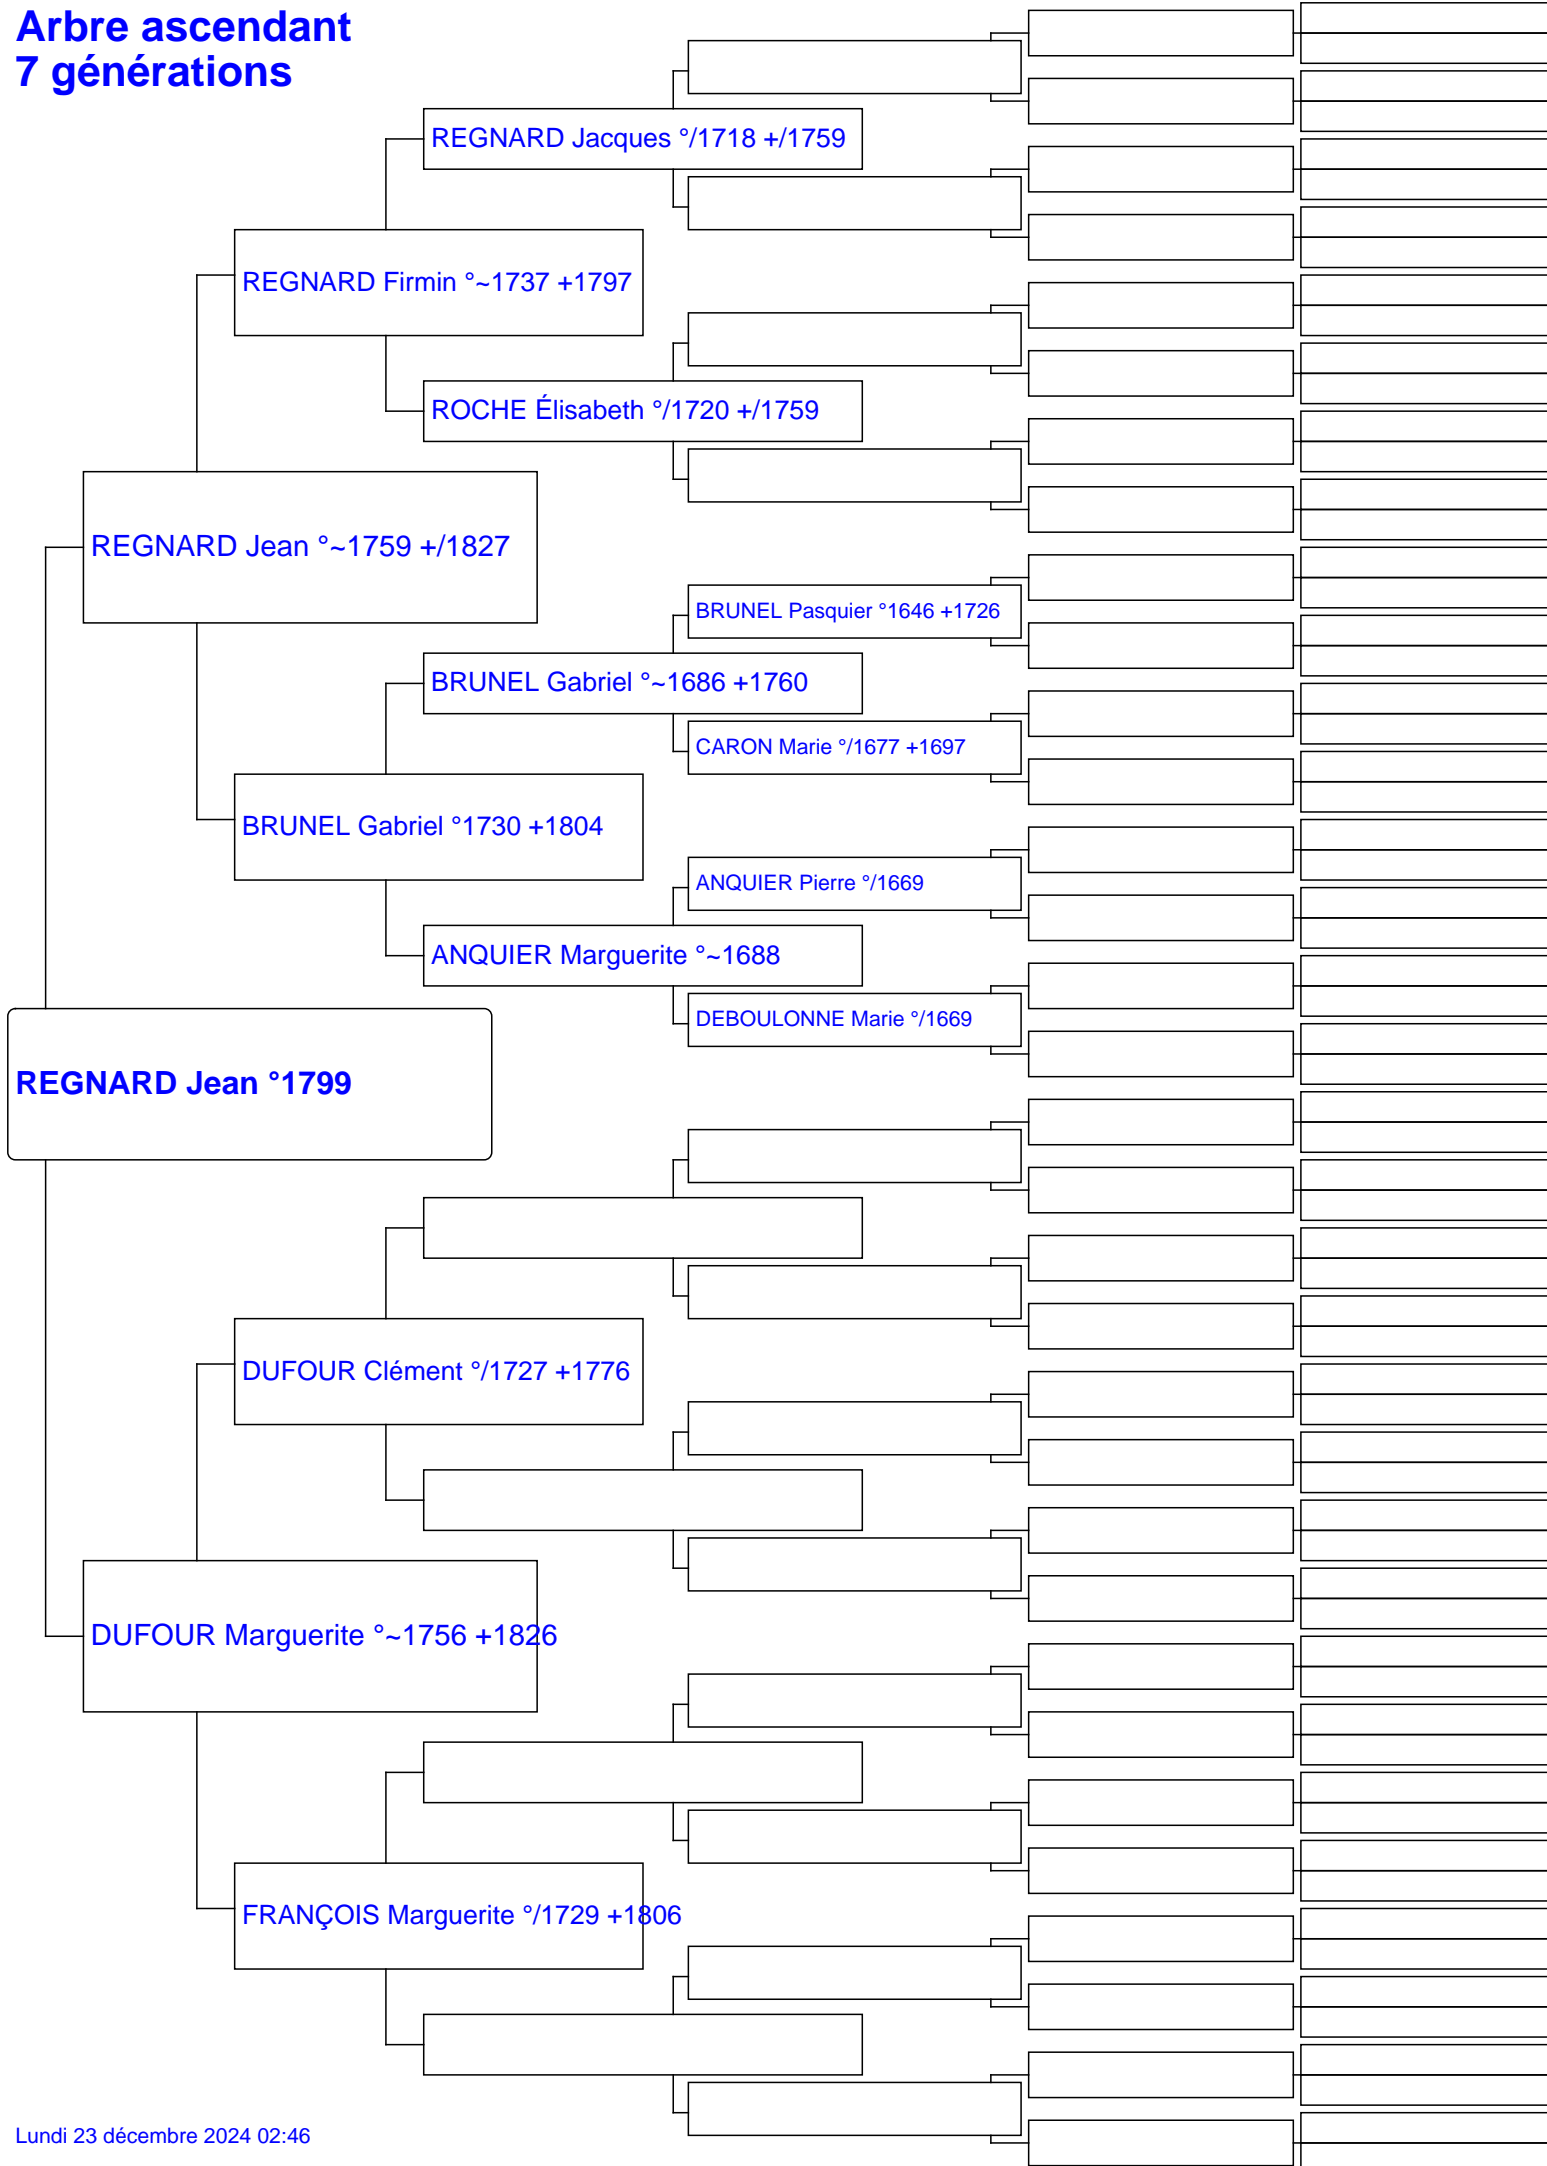 Arbre ascendant
7 générations
REGNARD Jacques °/1718 +/1759
REGNARD Firmin °~1737 +1797
ROCHE Élisabeth °/1720 +/1759
REGNARD Jean °~1759 +/1827
BRUNEL Pasquier °1646 +1726
BRUNEL Gabriel °~1686 +1760
CARON Marie °/1677 +1697
BRUNEL Gabriel °1730 +1804
ANQUIER Pierre °/1669
ANQUIER Marguerite °~1688
DEBOULONNE Marie °/1669
REGNARD Jean °1799
DUFOUR Clément °/1727 +1776
DUFOUR Marguerite °~1756 +1826
FRANÇOIS Marguerite °/1729 +1806
Lundi 23 décembre 2024 02:46